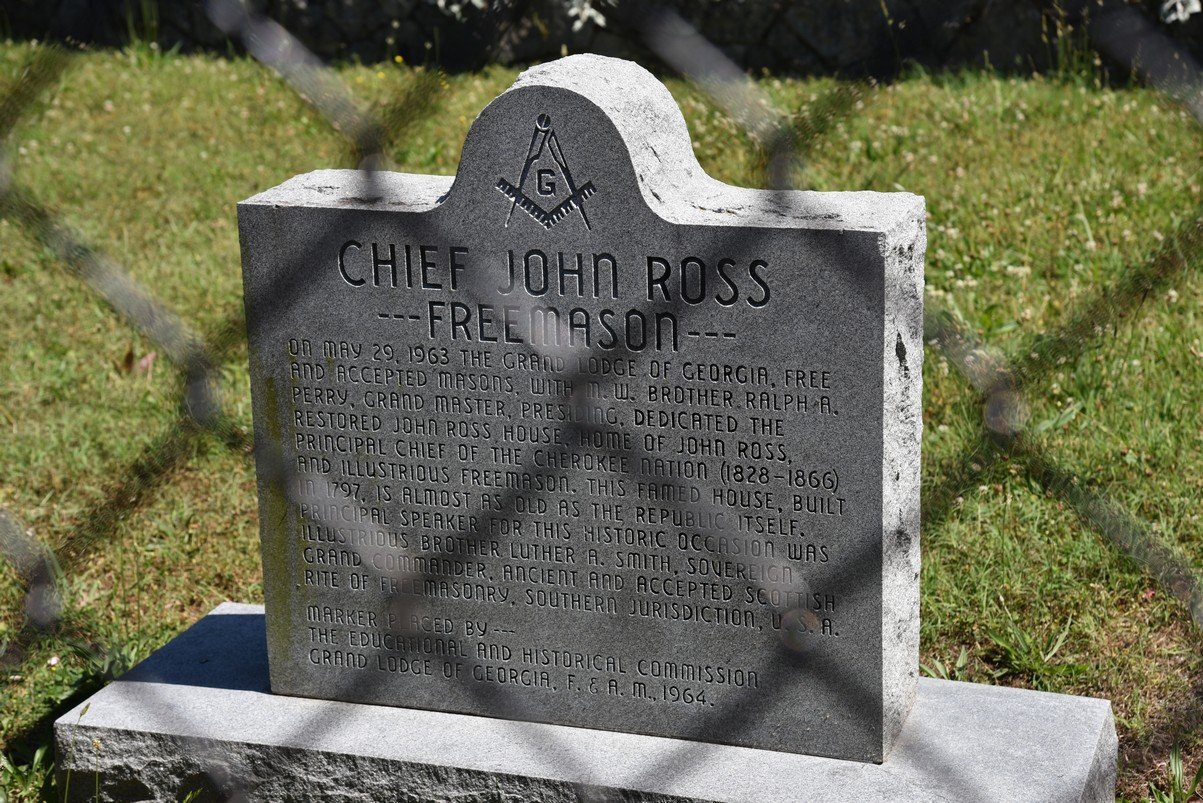 G
CHIEF JOHN ROSS
---FREEMASON---
ON MAY 29, 1963 THE GRAND LODGE OF GEORGIA, FREE
AND ACCEPTED MASONS, WITH M. W. BROTHER RALPH A.
PERRY, GRAND MASTER, PRESIDING, DEDICATED THE
RESTORED JOHN ROSS HOUSE, HOME OF JOHN ROSS,
PRINCIPAL CHIEF OF THE CHEROKEE NATION (1828-1866)
AND ILLUSTRIOUS FREEMASON. THIS FAMED HOUSE, BUILT
IN 1797, IS ALMOST AS OLD AS THE REPUBLIC ITSELF.
PRINCIPAL SPEAKER FOR THIS HISTORIC OCCASION WAS
ILLUSTRIOUS BROTHER LUTHER A. SMITH, SOVEREIGN
GRAND COMMANDER, ANCIENT AND ACCEPTED SCOTTISH
RITE OF FREEMASONRY, SOUTHERN JURISDICTION, U. S. A.
MARKER PLACED BY---
THE EDUCATIONAL AND HISTORICAL COMMISSION
GRAND LODGE OF GEORGIA, F. & A. M., 1964.